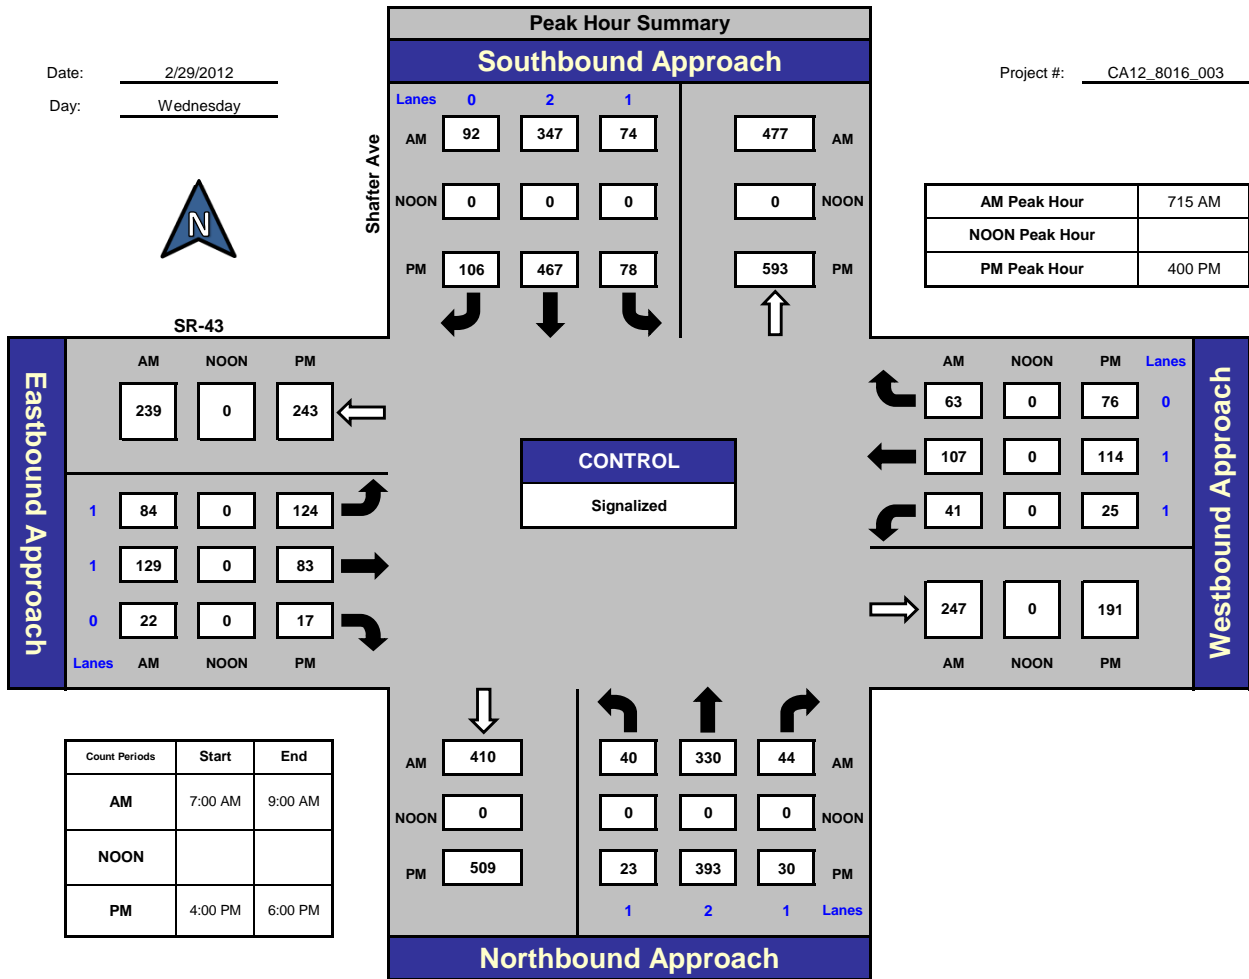 Peak Hour Summary
Southbound Approach
Date: 2/29/2012
Day: Wednesday
Project #: CA12_8016_003
Lanes 0 2 1
AM 92 347 74 477 AM
NOON 0 0 0 0 NOON
PM 106 467 78 593 PM
Shafter Ave
N
AM Peak Hour 715 AM
NOON Peak Hour
PM Peak Hour 400 PM
SR-43
Eastbound Approach
AM NOON PM
239 0 243
1 84 0 124
1 129 0 83
0 22 0 17
Lanes AM NOON PM
CONTROL
Signalized
AM NOON PM Lanes
63 0 76 0
107 0 114 1
41 0 25 1
247 0 191
AM NOON PM
Westbound Approach
Count Periods Start End
AM 7:00 AM 9:00 AM
NOON
PM 4:00 PM 6:00 PM
AM 410 40 330 44 AM
NOON 0 0 0 0 NOON
PM 509 23 393 30 PM
1 2 1 Lanes
Northbound Approach